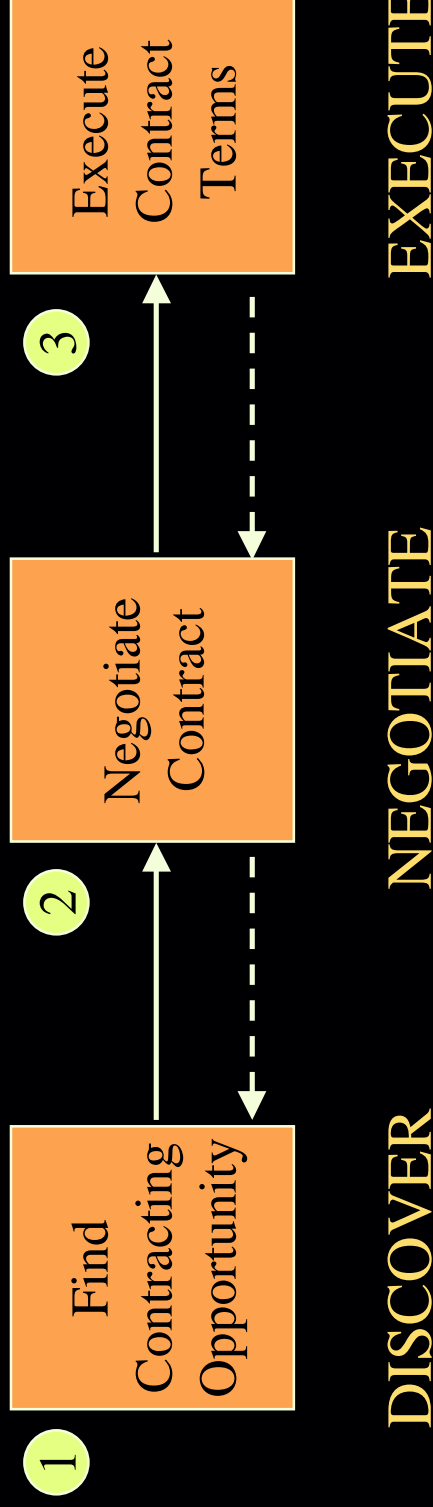 1
Find
Contracting
Opportunity
2
Negotiate
Contract
3
Execute
Contract
Terms
DISCOVER
NEGOTIATE
EXECUTE